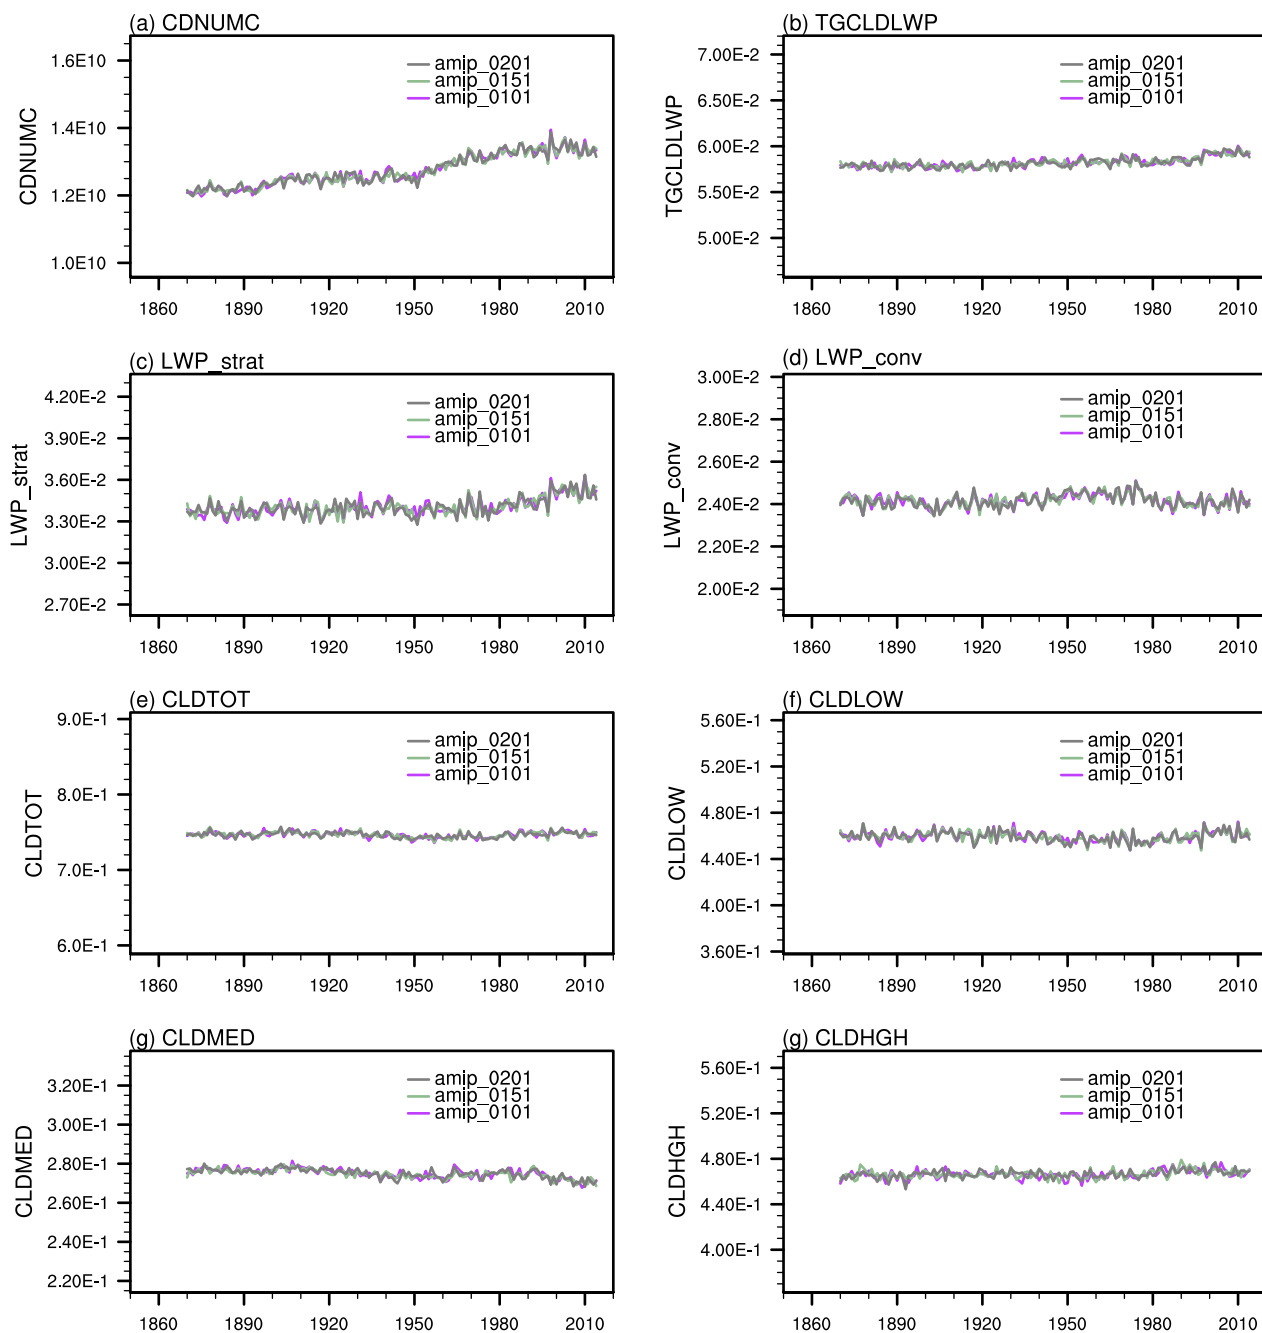 (a) CDNUMC
CDNUMC
1.6E10
1.4E10
1.2E10
1.0E10
amip_0201
amip_0151
amip_0101
1860 1890 1920 1950 1980 2010
(b) TGCLDLWP
TGCLDLWP
7.00E-2
6.50E-2
6.00E-2
5.50E-2
5.00E-2
amip_0201
amip_0151
amip_0101
1860 1890 1920 1950 1980 2010
(c) LWP_strat
LWP_strat
4.20E-2
3.90E-2
3.60E-2
3.30E-2
3.00E-2
2.70E-2
amip_0201
amip_0151
amip_0101
1860 1890 1920 1950 1980 2010
(d) LWP_conv
LWP_conv
3.00E-2
2.80E-2
2.60E-2
2.40E-2
2.20E-2
2.00E-2
amip_0201
amip_0151
amip_0101
1860 1890 1920 1950 1980 2010
(e) CLDTOT
CLDTOT
9.0E-1
8.0E-1
7.0E-1
6.0E-1
amip_0201
amip_0151
amip_0101
1860 1890 1920 1950 1980 2010
(f) CLDLOW
CLDLOW
5.60E-1
5.20E-1
4.80E-1
4.40E-1
4.00E-1
3.60E-1
amip_0201
amip_0151
amip_0101
1860 1890 1920 1950 1980 2010
(g) CLDMED
CLDMED
3.20E-1
3.00E-1
2.80E-1
2.60E-1
2.40E-1
2.20E-1
amip_0201
amip_0151
amip_0101
1860 1890 1920 1950 1980 2010
(g) CLDHGH
CLDHGH
5.60E-1
5.20E-1
4.80E-1
4.40E-1
4.00E-1
amip_0201
amip_0151
amip_0101
1860 1890 1920 1950 1980 2010